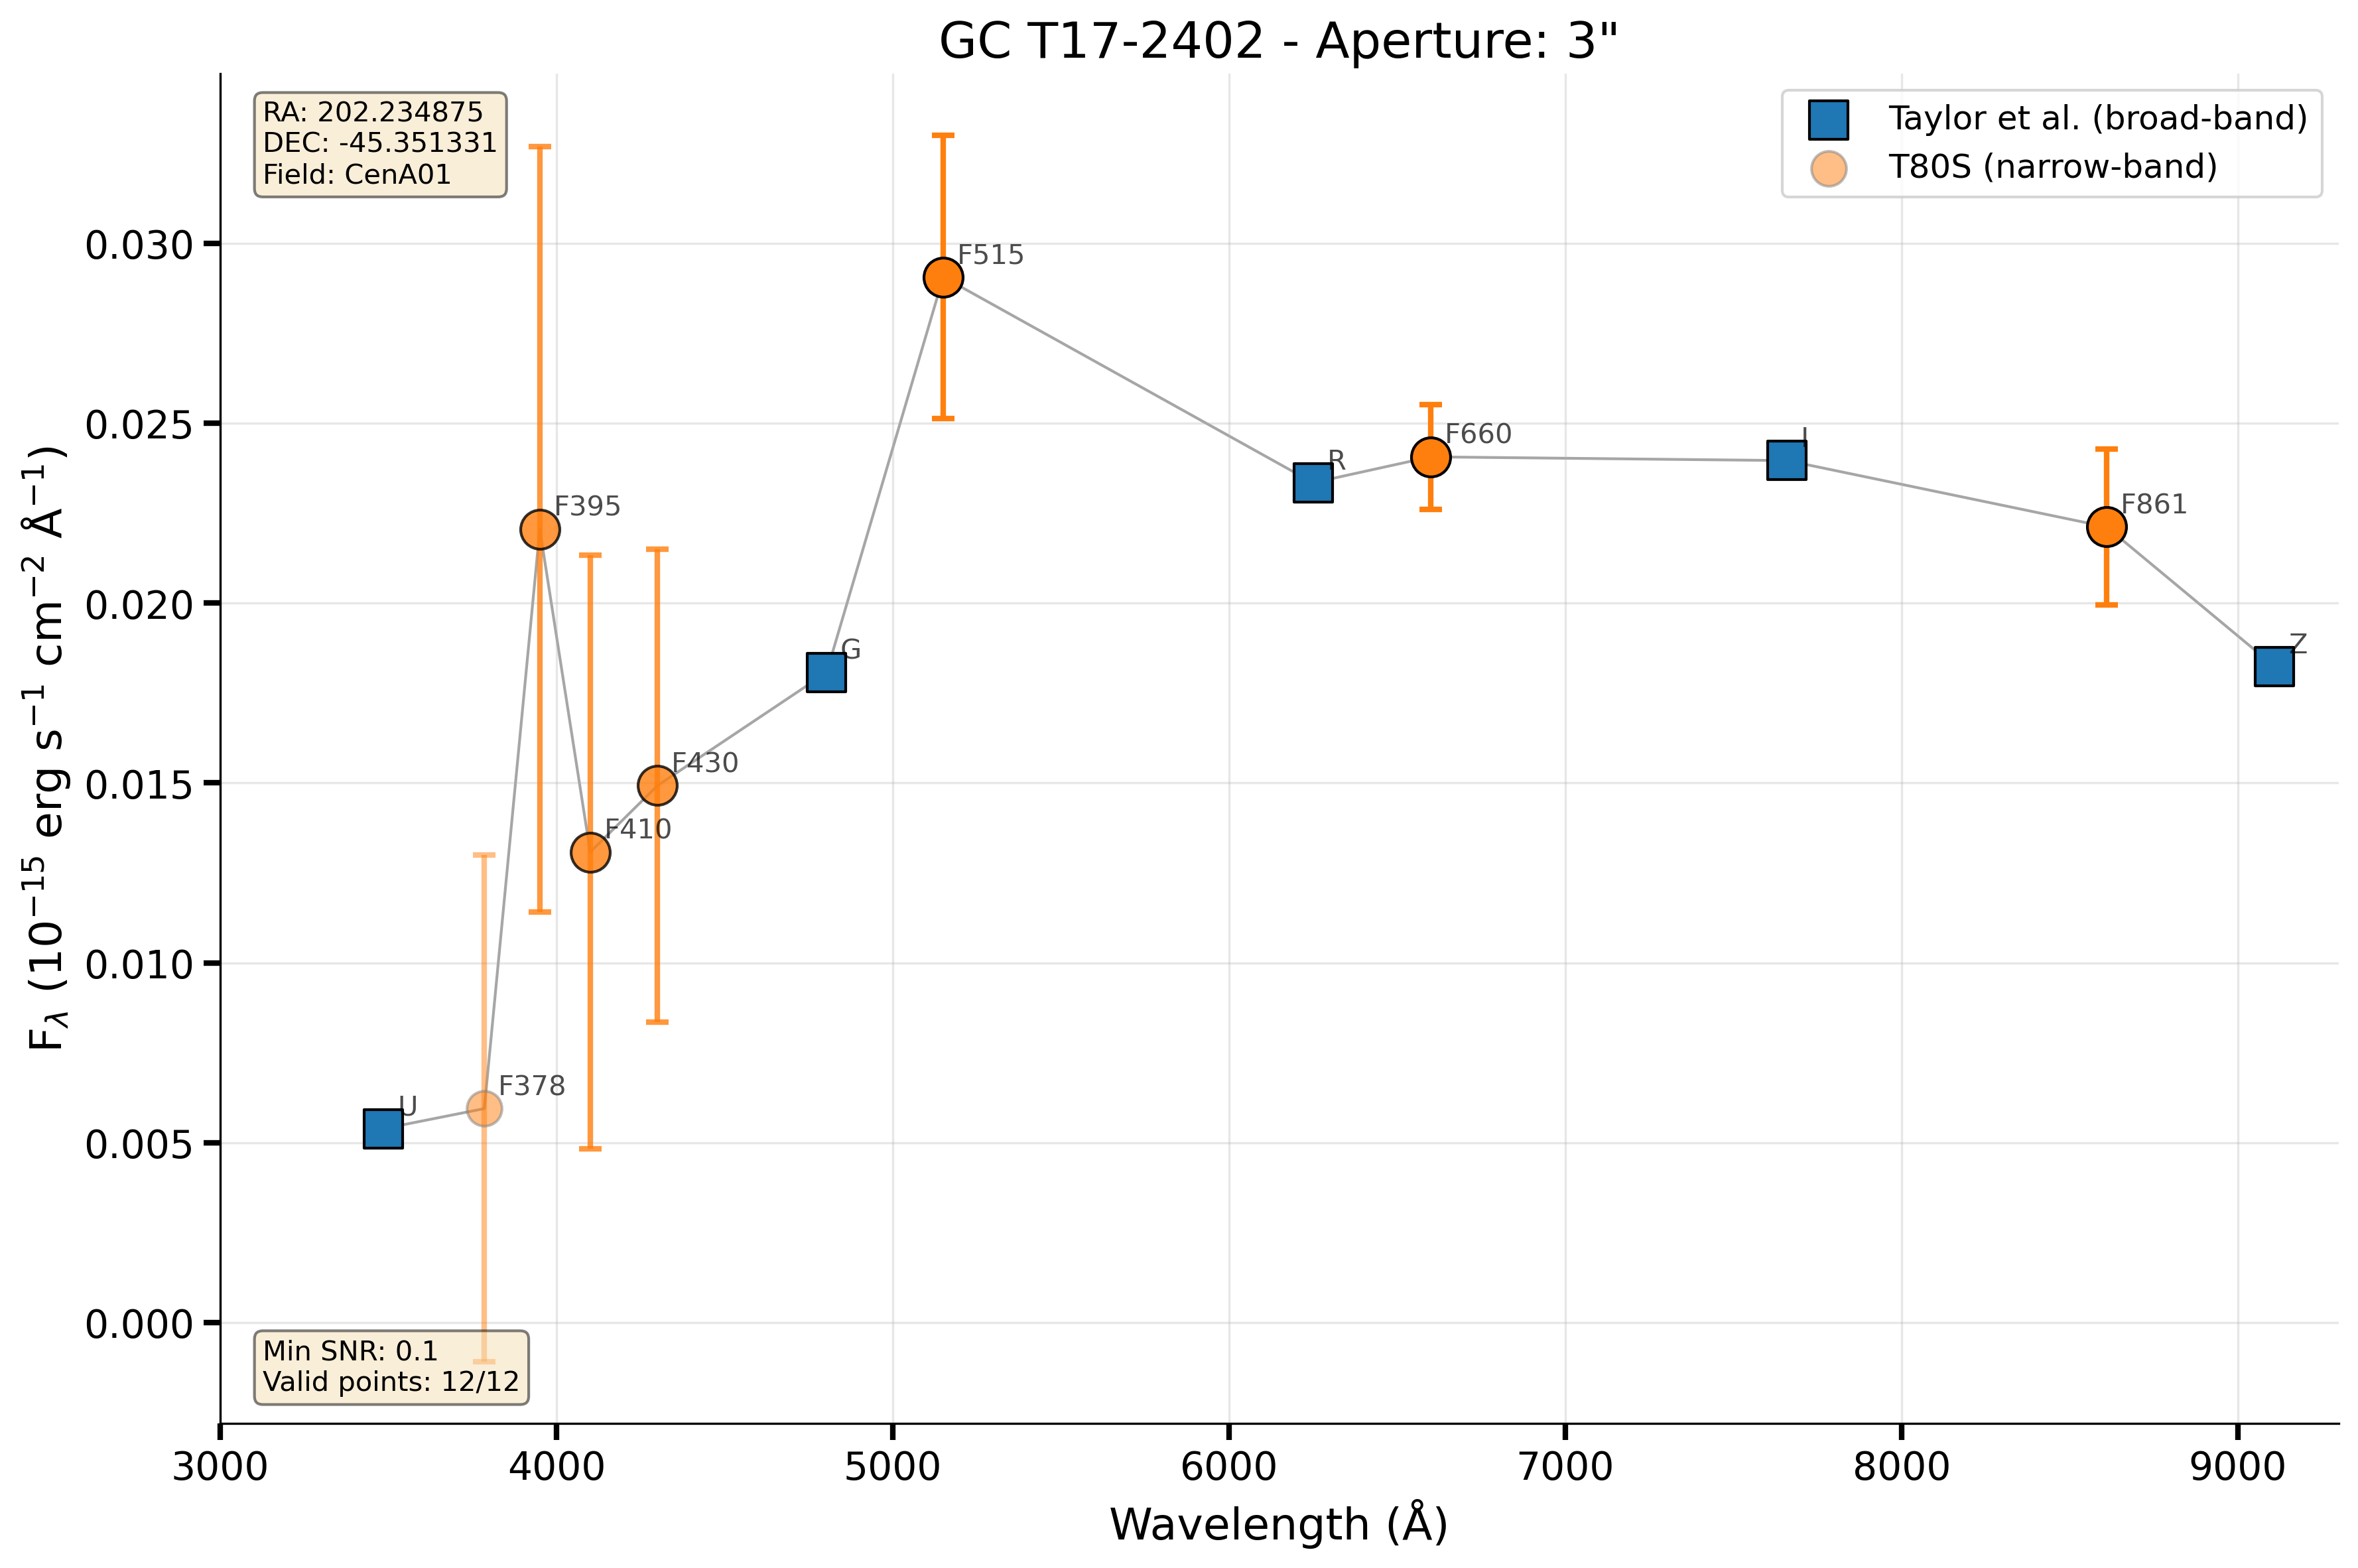 GC T17-2402 - Aperture: 3"
RA: 202.234875
DEC: -45.351331
Field: CenA01
Taylor et al. (broad-band)
T80S (narrow-band)
F515
F395
F660
R
I
F861
G
Z
F430
F410
F378
U
Min SNR: 0.1
Valid points: 12/12
0.030
0.025
0.020
0.015
0.010
0.005
0.000
F$_λ$ (10$^{−15}$ erg s$^{−1}$ cm$^{−2}$ Å$^{−1}$)
3000 4000 5000 6000 7000 8000 9000
Wavelength (Å)